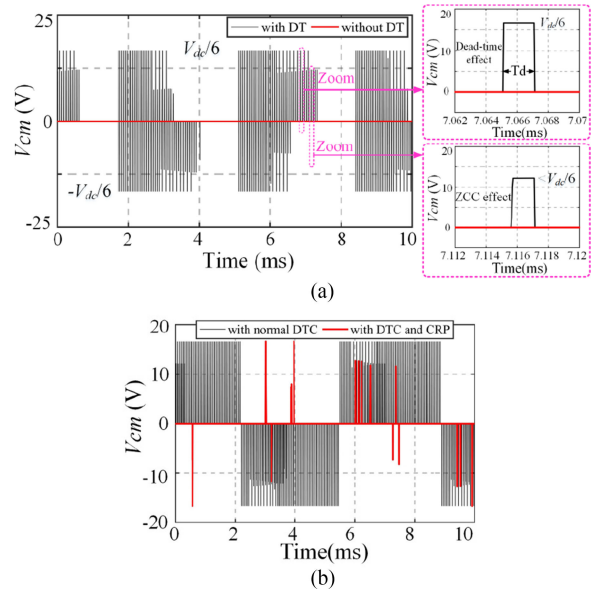 with DT without DT
V_dc/6
-V_dc/6
Zoom
Zoom
25
0
-25
Vcm (V)
0 2 4 6 8 10
Time (ms)
Dead-time effect
V_dc/6
Td
Vcm (V)
20
10
0
7.062 7.064 7.066 7.068 7.07
Time(ms)
ZCC effect
<V_dc/6
Vcm (V)
20
10
0
7.112 7.114 7.116 7.118 7.12
Time(ms)
(a)
with normal DTC with DTC and CRP
20
10
0
-10
-20
Vcm (V)
0 2 4 6 8 10
Time(ms)
(b)